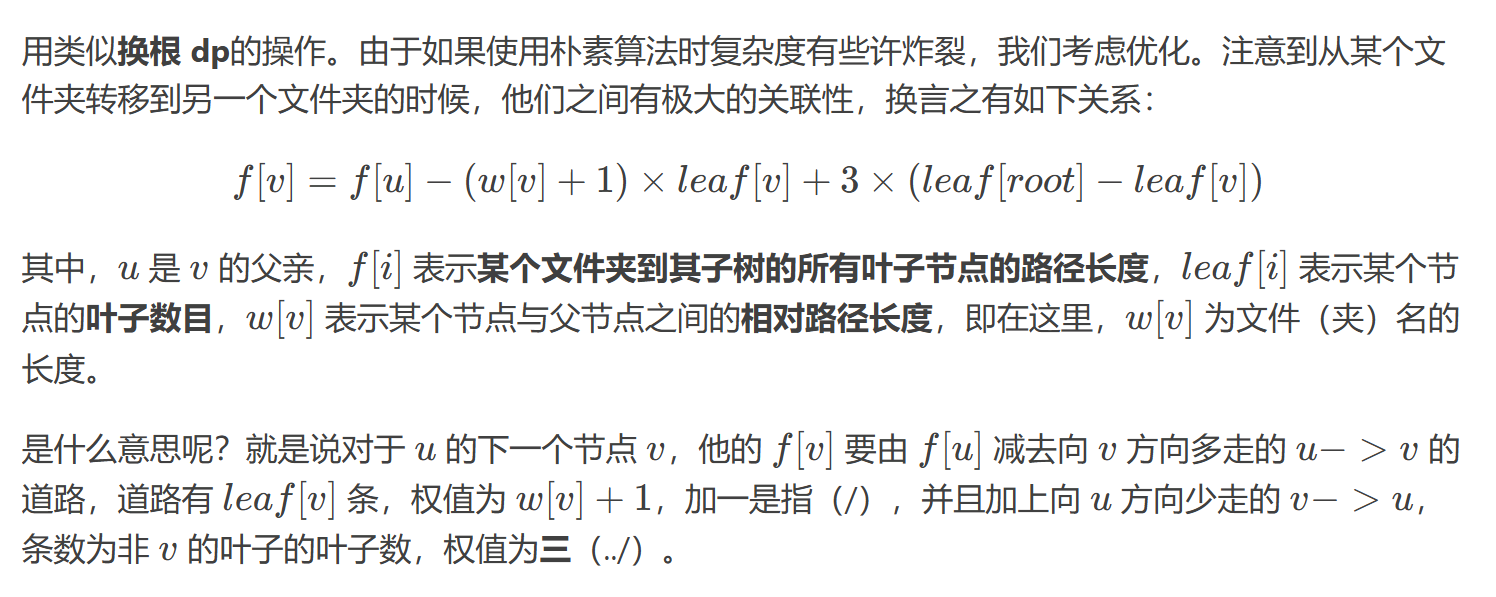 用类似换根 dp的操作。由于如果使用朴素算法时复杂度有些许炸裂，我们考虑优化。注意到从某个文
件夹转移到另一个文件夹的时候，他们之间有极大的关联性，换言之有如下关系：
f[v] = f[u] − (w[v] + 1) × leaf[v] + 3 × (leaf[root] − leaf[v])
其中，u 是 v 的父亲，f[i] 表示某个文件夹到其子树的所有叶子节点的路径长度，leaf[i] 表示某个节
点的叶子数目，w[v] 表示某个节点与父节点之间的相对路径长度，即在这里，w[v] 为文件（夹）名的
长度。
是什么意思呢？就是说对于 u 的下一个节点 v，他的 f[v] 要由 f[u] 减去向 v 方向多走的 u− > v 的
道路，道路有 leaf[v] 条，权值为 w[v] + 1，加一是指（/），并且加上向 u 方向少走的 v− > u，
条数为非 v 的叶子的叶子数，权值为三（../）。